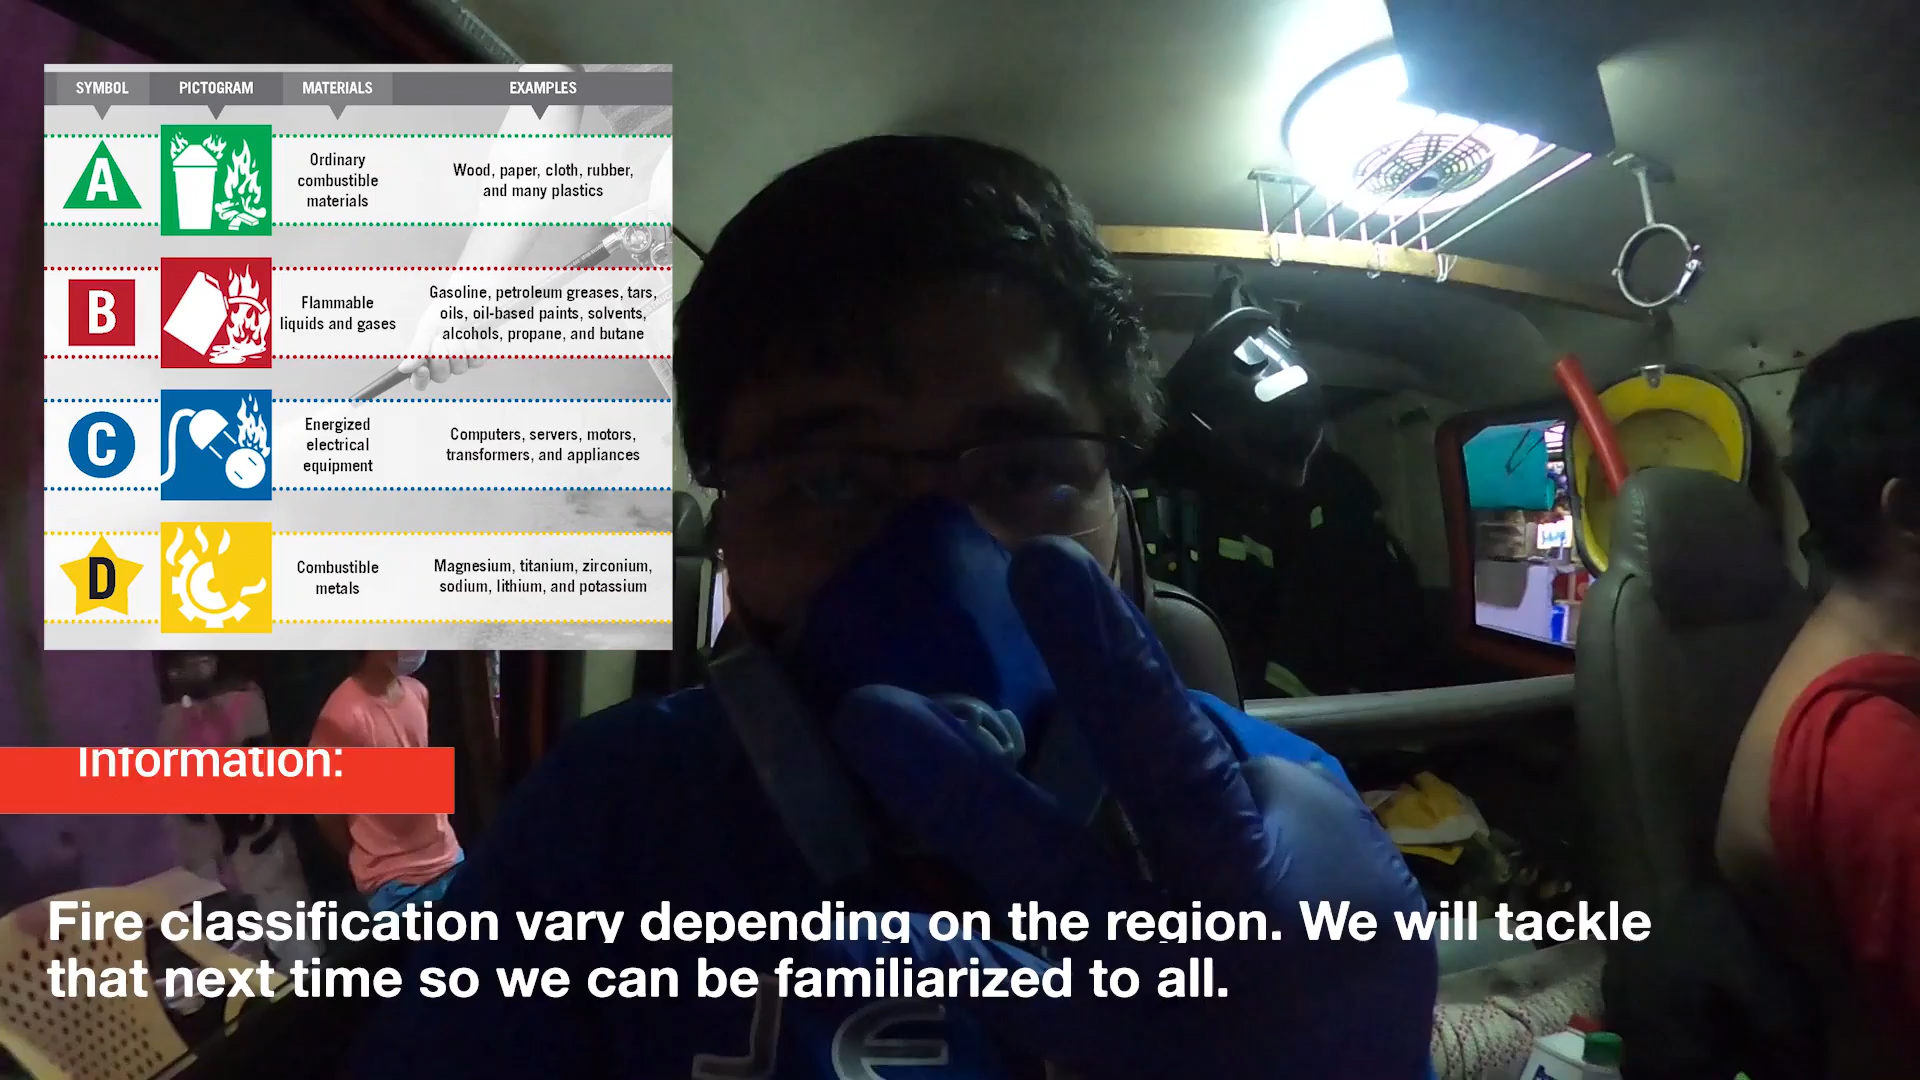 SYMBOL PICTOGRAM MATERIALS EXAMPLES
A
Ordinary
combustible
materials
Wood, paper, cloth, rubber,
and many plastics
B
Flammable
liquids and gases
Gasoline, petroleum greases, tars,
oils, oil-based paints, solvents,
alcohols, propane, and butane
C
Energized
electrical
equipment
Computers, servers, motors,
transformers, and appliances
D
Combustible
metals
Magnesium, titanium, zirconium,
sodium, lithium, and potassium
Information:
Fire classification vary depending on the region. We will tackle
that next time so we can be familiarized to all.